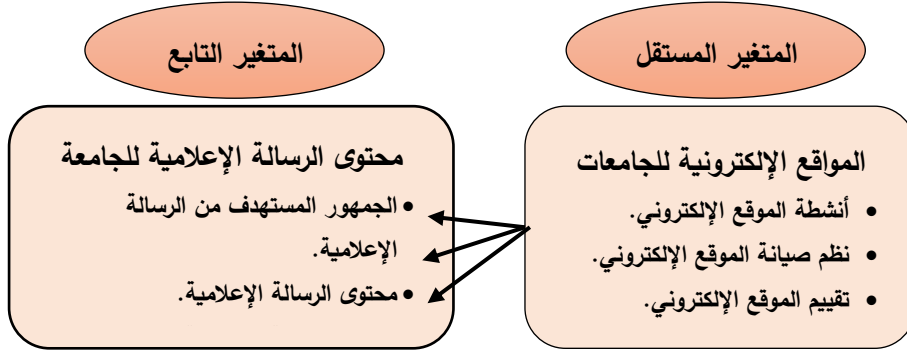 المتغير المستقل
المتغير التابع
المواقع الإلكترونية للجامعات
• أنشطة الموقع الإلكتروني.
• نظم صيانة الموقع الإلكتروني.
• تقييم الموقع الإلكتروني.
محتوى الرسالة الإعلامية للجامعة
• الجمهور المستهدف من الرسالة
الإعلامية.
• محتوى الرسالة الإعلامية.